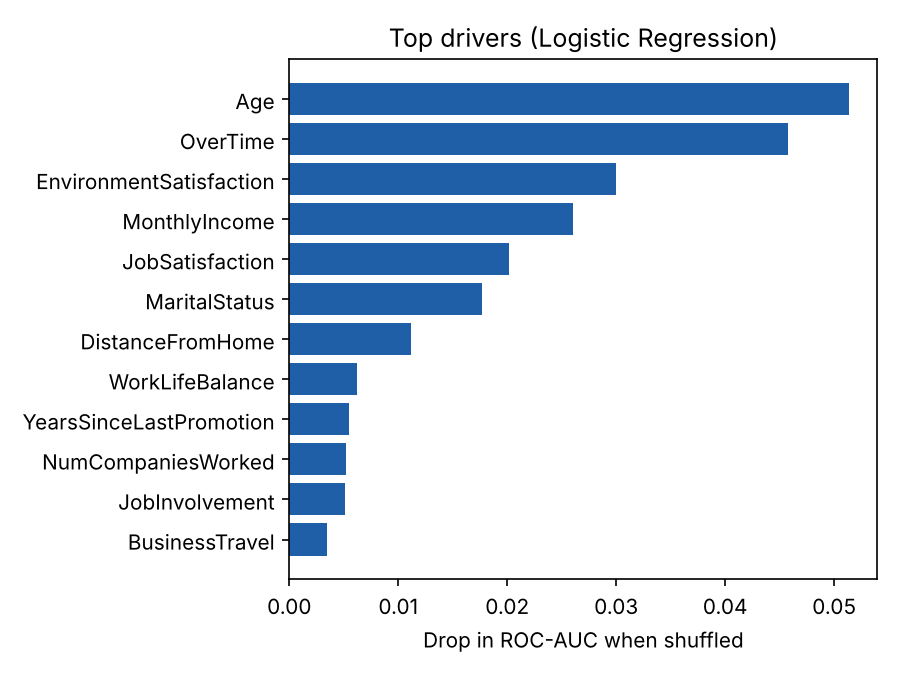 Top drivers (Logistic Regression)
Age
OverTime
EnvironmentSatisfaction
MonthlyIncome
JobSatisfaction
MaritalStatus
DistanceFromHome
WorkLifeBalance
YearsSinceLastPromotion
NumCompaniesWorked
JobInvolvement
BusinessTravel
0.00 0.01 0.02 0.03 0.04 0.05
Drop in ROC-AUC when shuffled